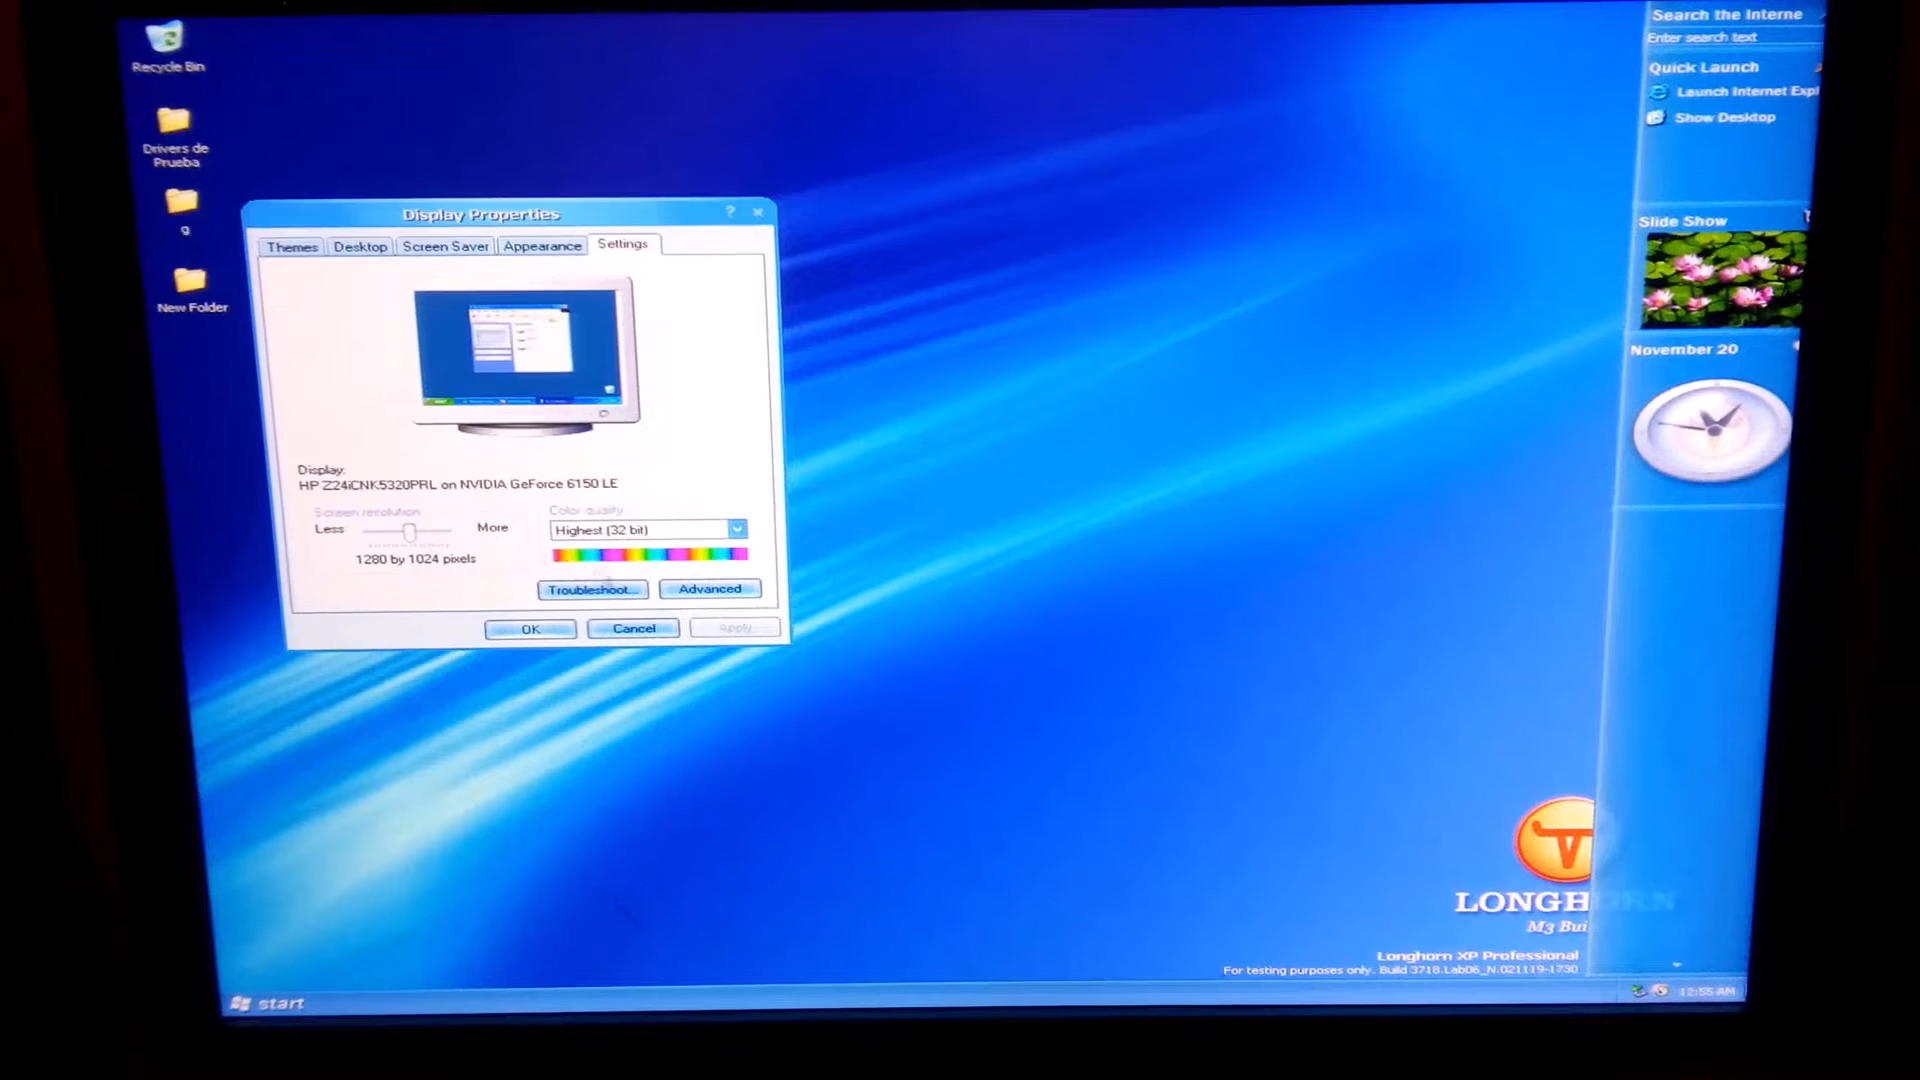 Recycle Bin
Drivers de
Prueba
g
New Folder
Display Properties
Themes
Desktop
Screen Saver
Appearance
Settings
Display:
HP Z24iCNK5320PRL on NVIDIA GeForce 6150 LE
Screen resolution
Less
More
1280 by 1024 pixels
Color quality
Highest (32 bit)
Troubleshoot...
Advanced
OK
Cancel
Apply
Search the Interne
Enter search text
Quick Launch
Launch Internet Expl
Show Desktop
Slide Show
November 20
LONGHORN
M3 Bui
Longhorn XP Professional
For testing purposes only. Build 3718.Lab06_N.021119-1730
start
12:55 AM